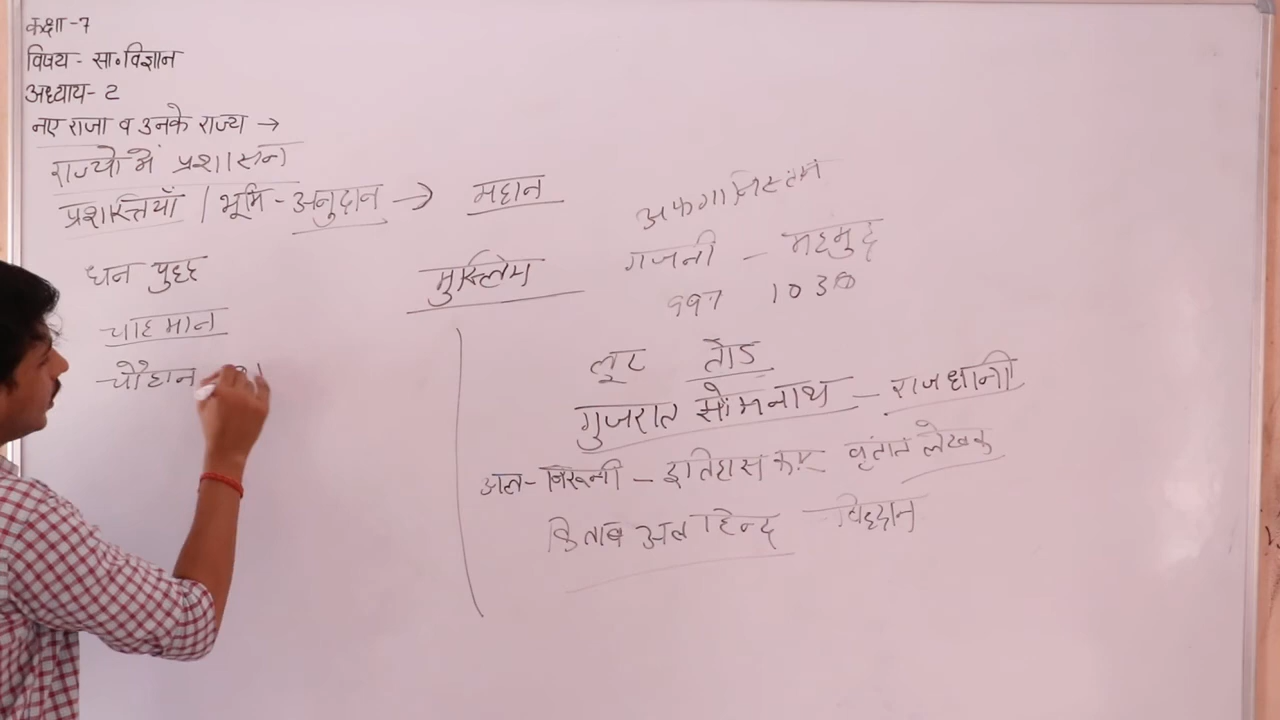 कक्षा-7
विषय- सा॰विज्ञान
अध्याय- 2
नए राजा व उनके राज्य →
राज्यो में प्रशासन
प्रशास्तियाँ / भूमि-अनुदान → महान
धन युद्ध
चाहमान
चौहान
मुस्लिम
अफगानिस्तान
गजनी - महमुद
997 1030
लूट तोड
गुजरात सोमनाथ - राजधानी
अल-बिरूनी - इतिहासकार वृतांत लेखक
किताब अल हिन्द - विद्दान